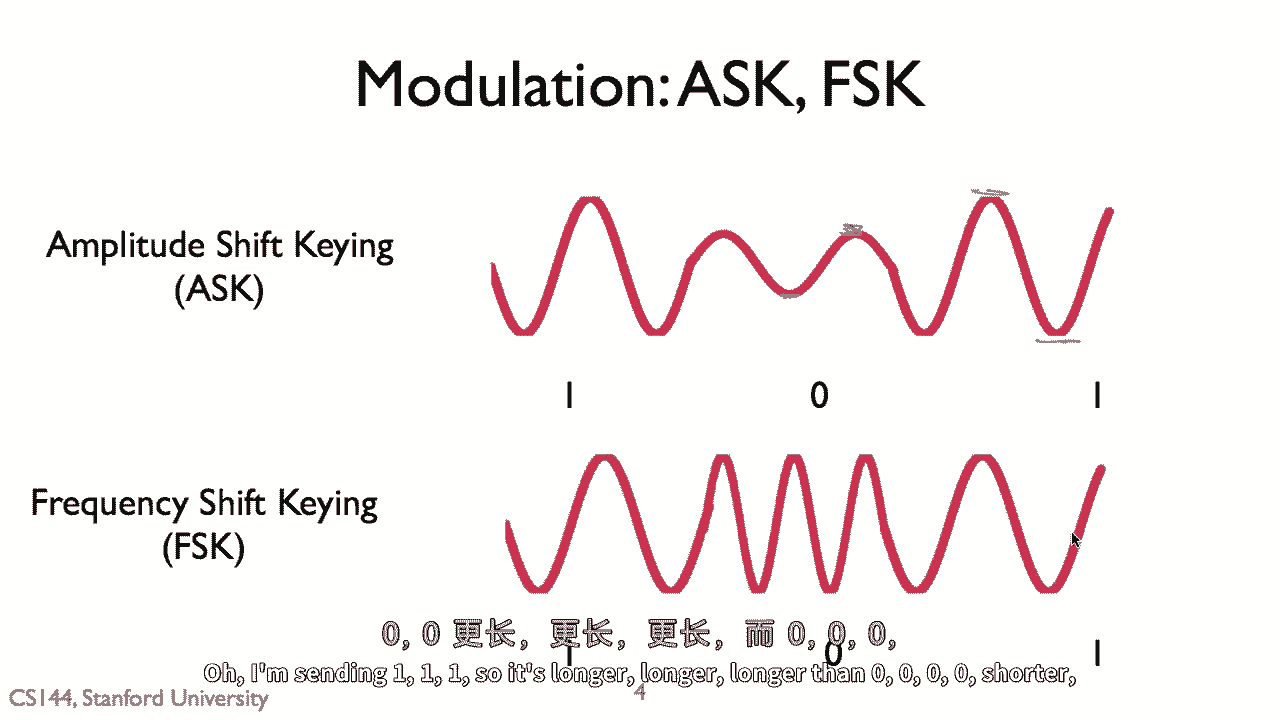 Modulation: ASK, FSK
Amplitude Shift Keying
(ASK)
1 0 1
Frequency Shift Keying
(FSK)
0, 0 更长，更长，更长，而 0, 0, 0,
1 0 1
Oh, I'm sending 1, 1, 1, so it's longer, longer, longer than 0, 0, 0, 0, shorter,
CS144, Stanford University
4